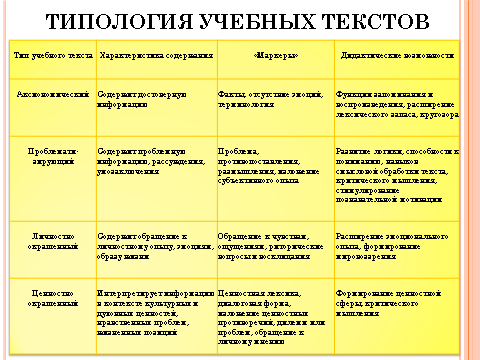 ТИПОЛОГИЯ УЧЕБНЫХ ТЕКСТОВ
Тип учебного текста
Характеристика содержания
«Маркеры»
Дидактические возможности
Аксиономический
Содержит достоверную
информацию
Факты, отсутствие эмоций,
терминология
Функции запоминания и
воспроизведения, расширение
лексического запаса, кругозора
Проблемати-
зирующий
Содержит проблемную
информацию, рассуждения,
умозаключения
Проблема,
противопоставления,
размышления, наложение
субъективного опыта
Развитие логики, способности к
пониманию, навыков
смысловой обработки текста,
критического мышления,
стимулирование
познавательной мотивации
Личностно
окрашенный
Содержит обращение к
личностному опыту, эмоциям,
образу жизни
Обращение к чувствам,
ощущениям, риторические
вопросы и восклицания
Расширение эмоционального
опыта, формирование
мировоззрения
Ценностно
окрашенный
Интерпретирует информацию
в контексте культурных и
духовных ценностей,
нравственных проблем,
жизненных позиций
Ценностная лексика,
диалоговая форма,
наложение ценностных
противоречий, дилемм или
проблем, обращение к
личному мнению
Формирование ценностной
сферы, критического
мышления